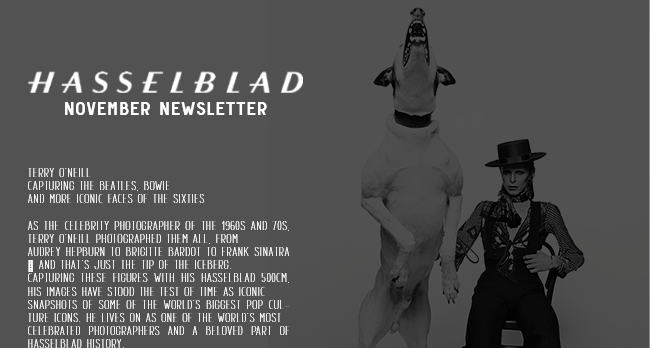 HASSELBLAD
NOVEMBER NEWSLETTER
TERRY O'NEILL
CAPTURING THE BEATLES, BOWIE
AND MORE ICONIC FACES OF THE SIXTIES
AS THE CELEBRITY PHOTOGRAPHER OF THE 1960S AND 70S,
TERRY O'NEILL PHOTOGRAPHED THEM ALL, FROM
AUDREY HEPBURN TO BRIGITTE BARDOT TO FRANK SINATRA
AND THAT'S JUST THE TIP OF THE ICEBERG.
CAPTURING THESE FIGURES WITH HIS HASSELBLAD 500CM,
HIS IMAGES HAVE STOOD THE TEST OF TIME AS ICONIC
SNAPSHOTS OF SOME OF THE WORLD'S BIGGEST POP CUL-
TURE ICONS. HE LIVES ON AS ONE OF THE WORLD'S MOST
CELEBRATED PHOTOGRAPHERS AND A BELOVED PART OF
HASSELBLAD HISTORY.